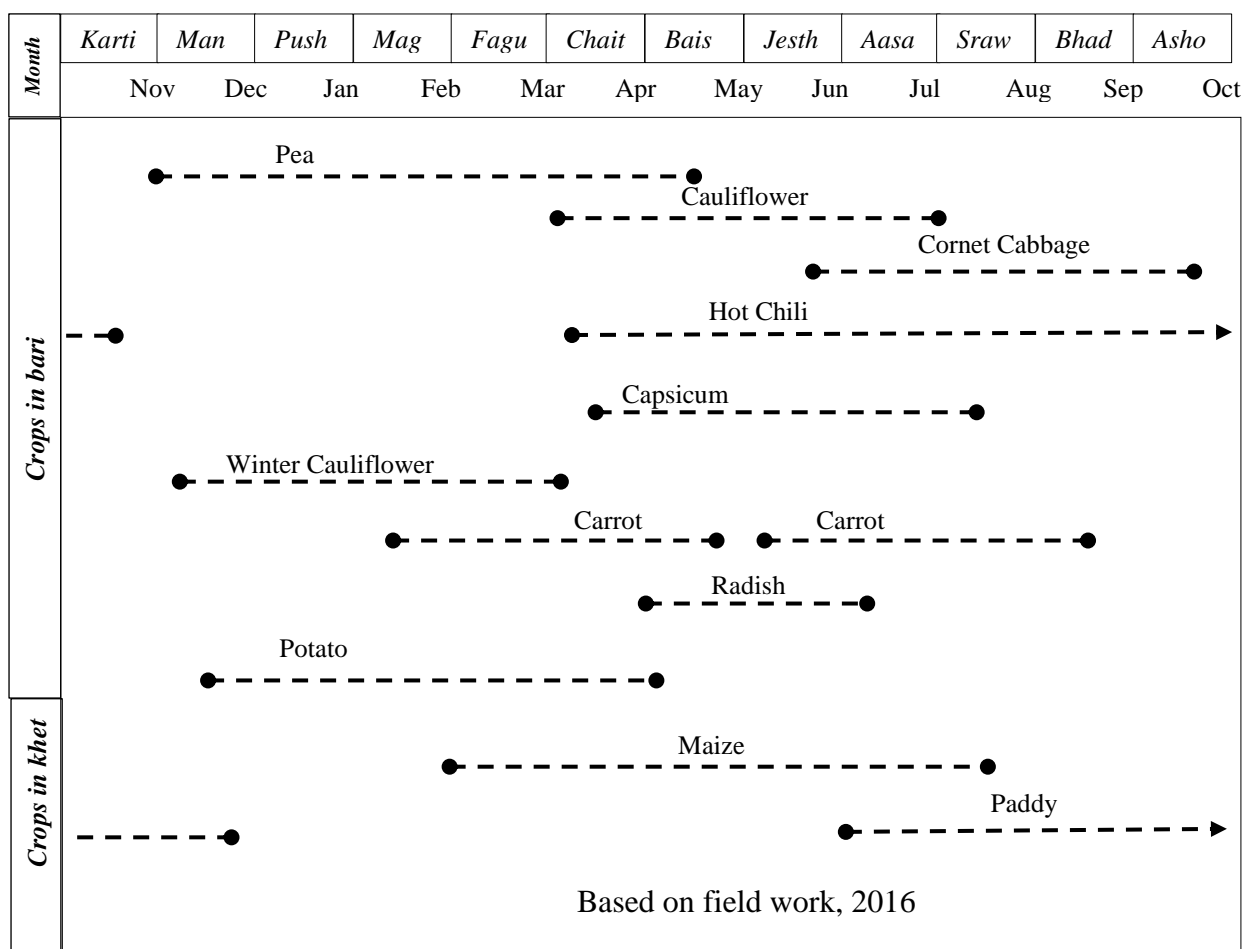 Month
Karti Man Push Mag Fagu Chait Bais Jesth Aasa Sraw Bhad Asho
Nov Dec Jan Feb Mar Apr May Jun Jul Aug Sep Oct
Crops in bari
Pea
Cauliflower
Cornet Cabbage
Hot Chili
Capsicum
Winter Cauliflower
Carrot Carrot
Radish
Potato
Crops in khet
Maize
Paddy
Based on field work, 2016